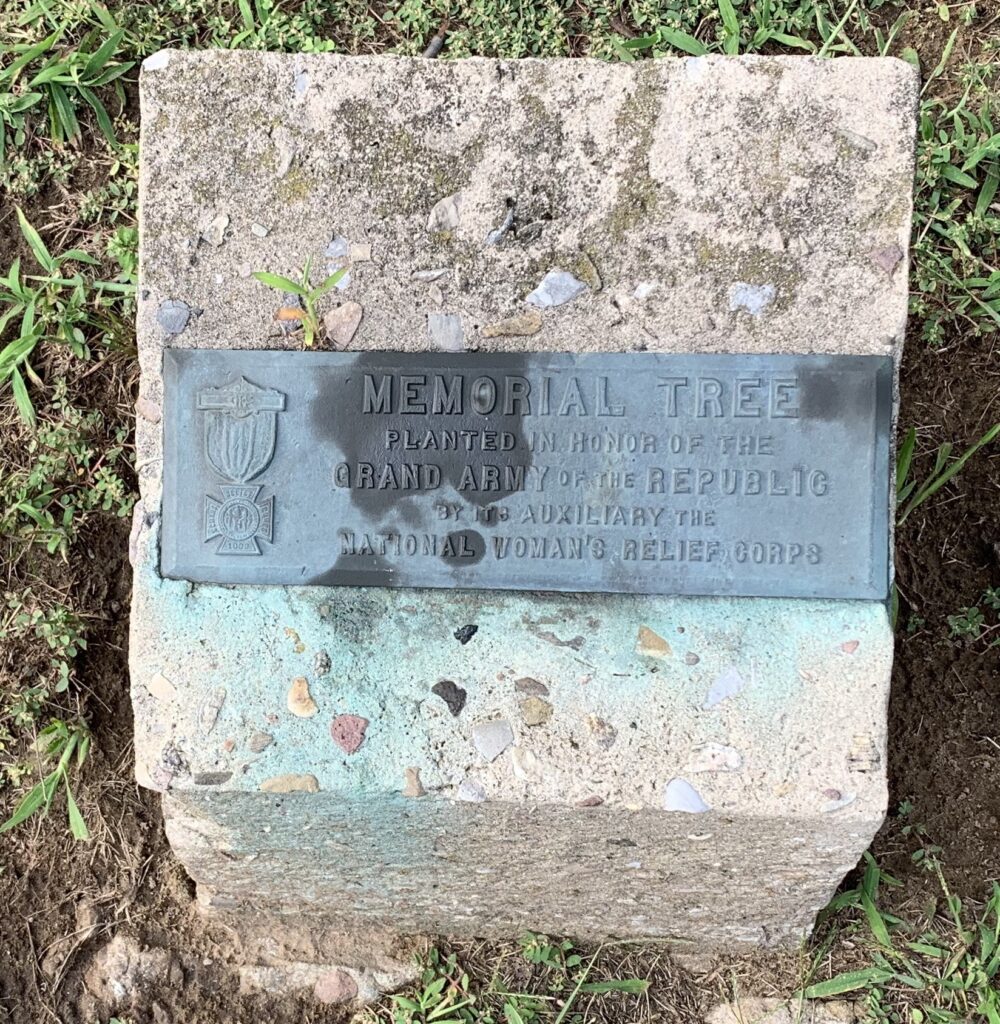 MEMORIAL TREE
PLANTED IN HONOR OF THE
GRAND ARMY OF THE REPUBLIC
BY ITS AUXILIARY THE
NATIONAL WOMAN'S RELIEF CORPS